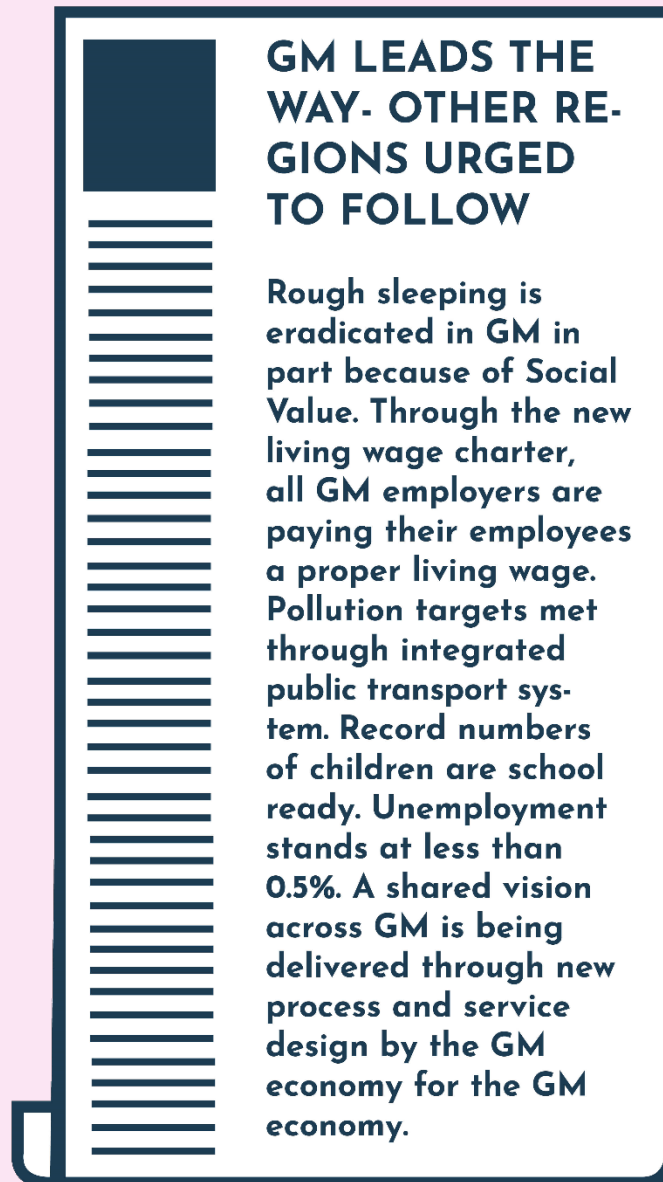 GM LEADS THE
WAY- OTHER RE-
GIONS URGED
TO FOLLOW
Rough sleeping is
eradicated in GM in
part because of Social
Value. Through the new
living wage charter,
all GM employers are
paying their employees
a proper living wage.
Pollution targets met
through integrated
public transport sys-
tem. Record numbers
of children are school
ready. Unemployment
stands at less than
0.5%. A shared vision
across GM is being
delivered through new
process and service
design by the GM
economy for the GM
economy.